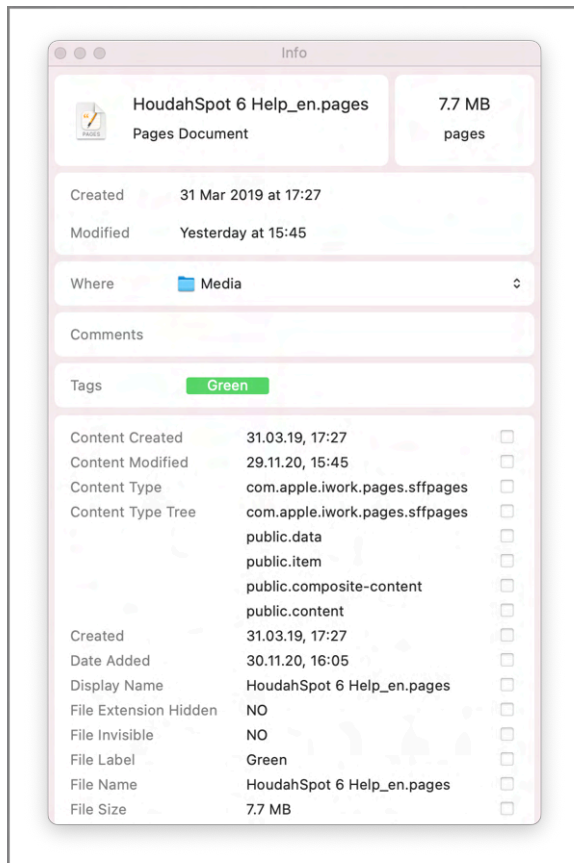 Info
HoudahSpot 6 Help_en.pages
Pages Document
7.7 MB
pages
PAGES
Created 31 Mar 2019 at 17:27
Modified Yesterday at 15:45
Where Media
Comments
Tags Green
Content Created 31.03.19, 17:27
Content Modified 29.11.20, 15:45
Content Type com.apple.iwork.pages.sffpages
Content Type Tree com.apple.iwork.pages.sffpages
public.data
public.item
public.composite-content
public.content
Created 31.03.19, 17:27
Date Added 30.11.20, 16:05
Display Name HoudahSpot 6 Help_en.pages
File Extension Hidden NO
File Invisible NO
File Label Green
File Name HoudahSpot 6 Help_en.pages
File Size 7.7 MB